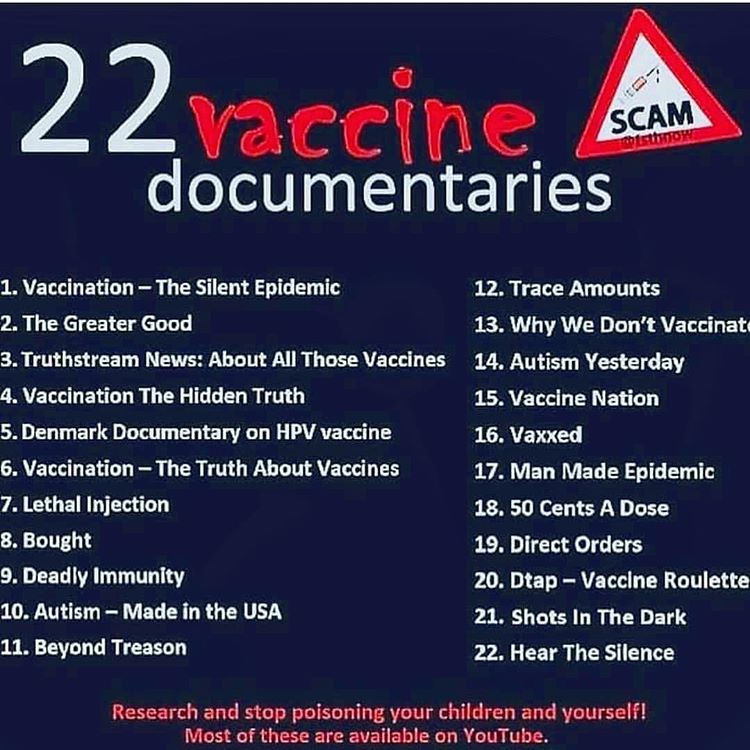 22 vaccine
documentaries
SCAM
1. Vaccination – The Silent Epidemic
2. The Greater Good
3. Truthstream News: About All Those Vaccines
4. Vaccination The Hidden Truth
5. Denmark Documentary on HPV vaccine
6. Vaccination – The Truth About Vaccines
7. Lethal Injection
8. Bought
9. Deadly Immunity
10. Autism – Made in the USA
11. Beyond Treason
12. Trace Amounts
13. Why We Don't Vaccinat
14. Autism Yesterday
15. Vaccine Nation
16. Vaxxed
17. Man Made Epidemic
18. 50 Cents A Dose
19. Direct Orders
20. Dtap – Vaccine Roulette
21. Shots In The Dark
22. Hear The Silence
Research and stop poisoning your children and yourself!
Most of these are available on YouTube.